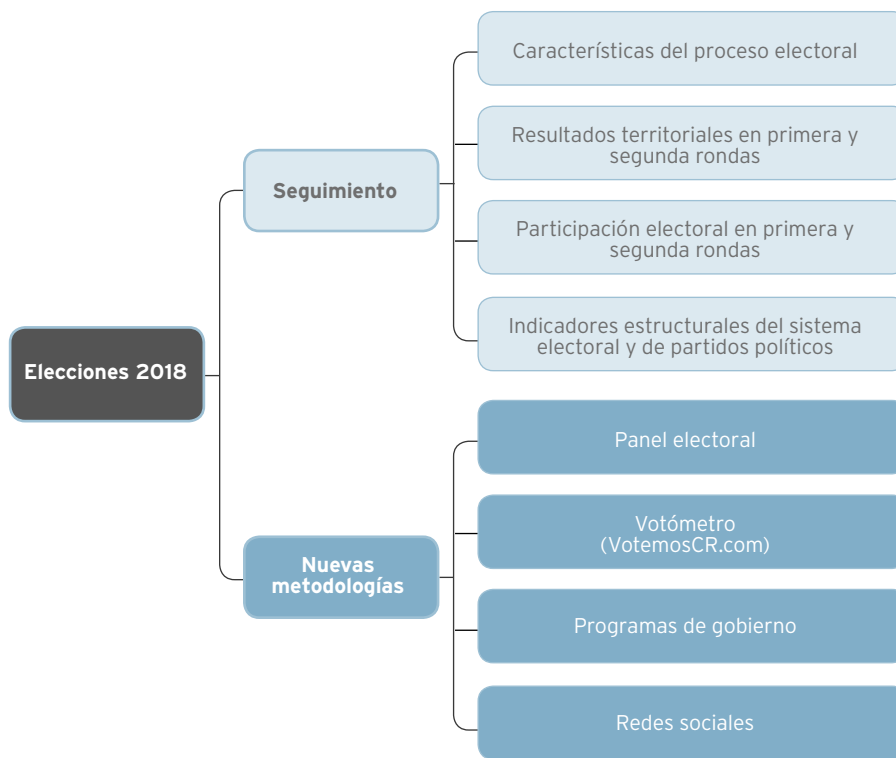 Elecciones 2018
Seguimiento
Características del proceso electoral
Resultados territoriales en primera y
segunda rondas
Participación electoral en primera y
segunda rondas
Indicadores estructurales del sistema
electoral y de partidos políticos
Nuevas
metodologías
Panel electoral
Votómetro
(VotemosCR.com)
Programas de gobierno
Redes sociales